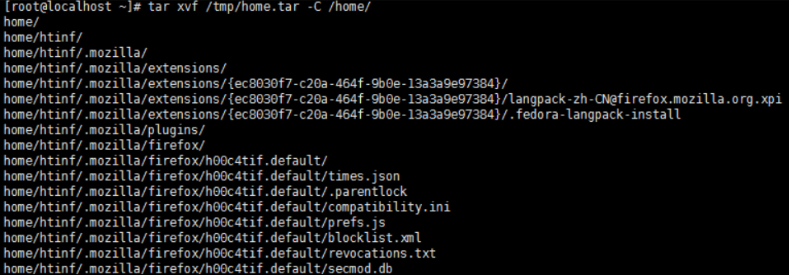 [root@localhost ~]# tar xvf /tmp/home.tar -C /home/
home/
home/htinf/
home/htinf/.mozilla/
home/htinf/.mozilla/extensions/
home/htinf/.mozilla/extensions/{ec8030f7-c20a-464f-9b0e-13a3a9e97384}/
home/htinf/.mozilla/extensions/{ec8030f7-c20a-464f-9b0e-13a3a9e97384}/langpack-zh-CN@firefox.mozilla.org.xpi
home/htinf/.mozilla/extensions/{ec8030f7-c20a-464f-9b0e-13a3a9e97384}/.fedora-langpack-install
home/htinf/.mozilla/plugins/
home/htinf/.mozilla/firefox/
home/htinf/.mozilla/firefox/h00c4tif.default/
home/htinf/.mozilla/firefox/h00c4tif.default/times.json
home/htinf/.mozilla/firefox/h00c4tif.default/.parentlock
home/htinf/.mozilla/firefox/h00c4tif.default/compatibility.ini
home/htinf/.mozilla/firefox/h00c4tif.default/prefs.js
home/htinf/.mozilla/firefox/h00c4tif.default/blocklist.xml
home/htinf/.mozilla/firefox/h00c4tif.default/revocations.txt
home/htinf/.mozilla/firefox/h00c4tif.default/secmod.db